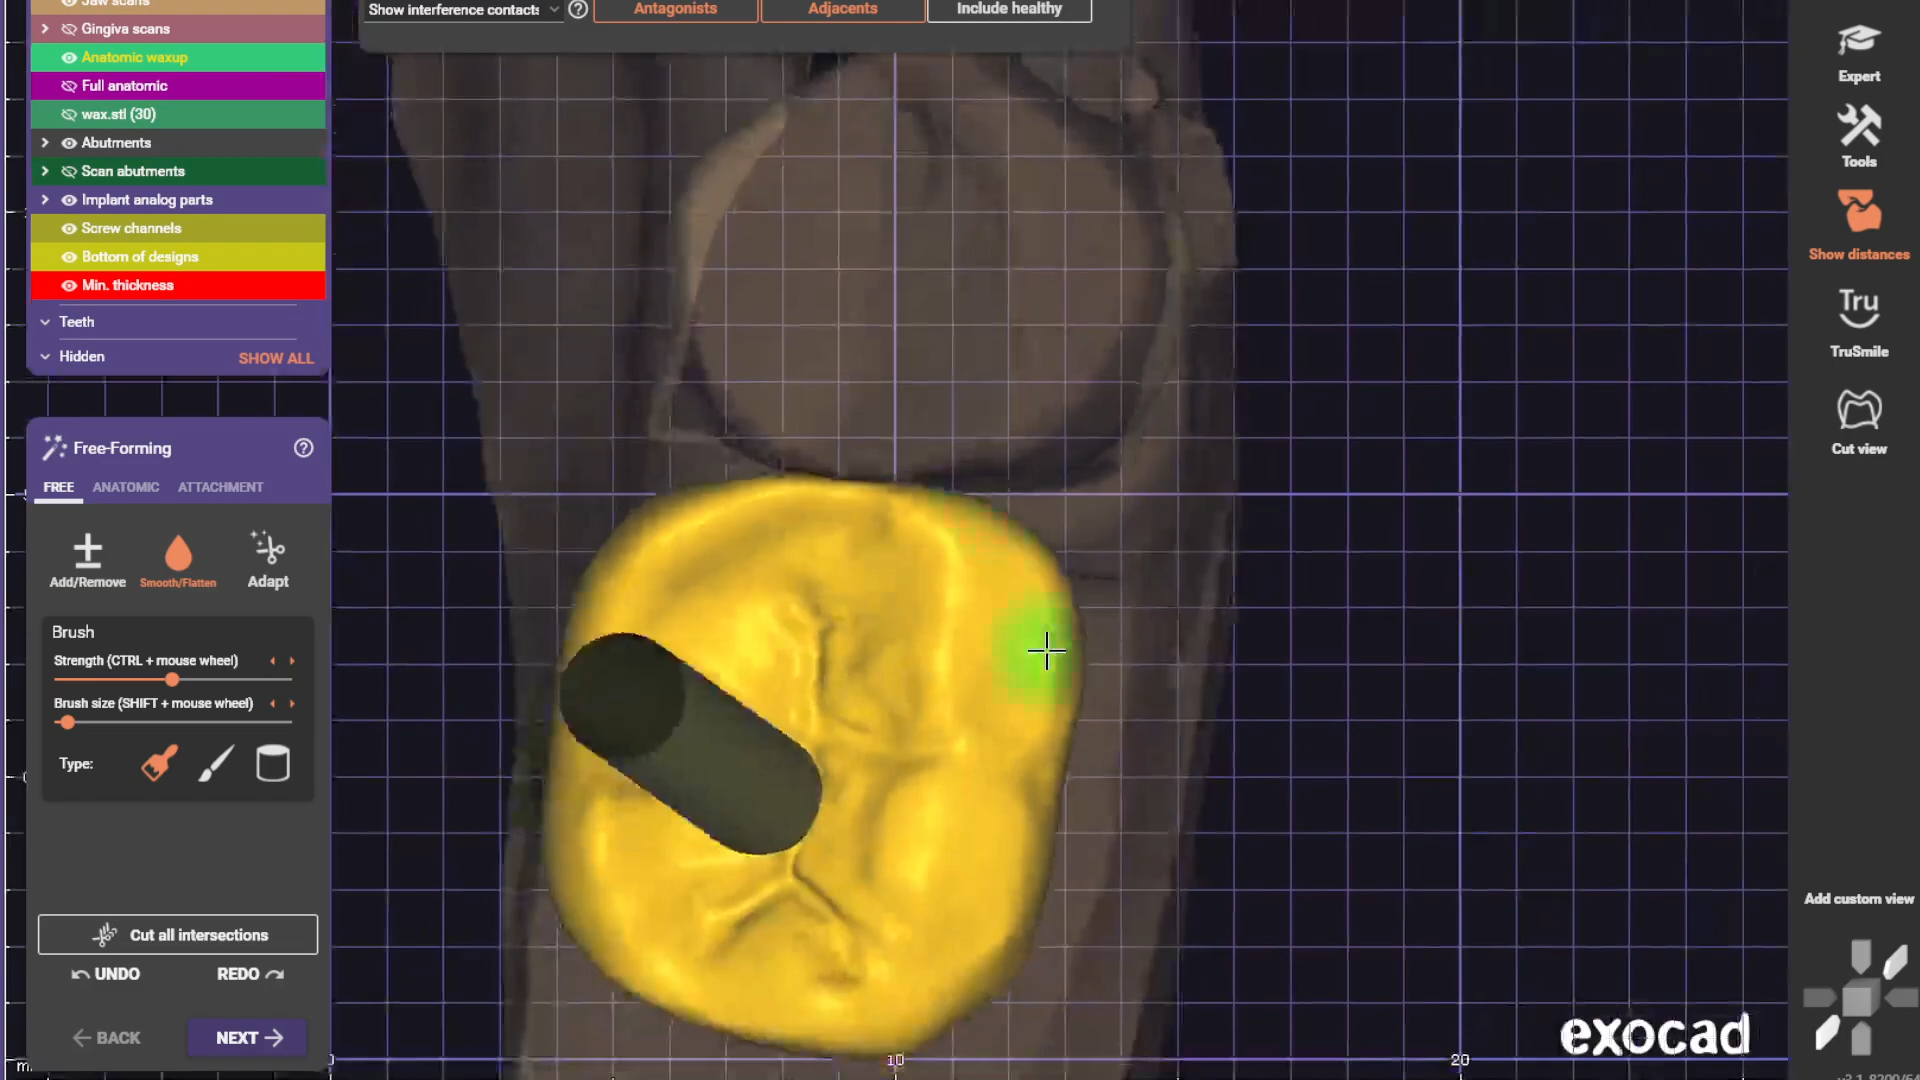 Jaw scans
Gingiva scans
Anatomic waxup
Full anatomic
wax.stl (30)
Abutments
Scan abutments
Implant analog parts
Screw channels
Bottom of designs
Min. thickness
Teeth
Hidden SHOW ALL
Free-Forming
FREE ANATOMIC ATTACHMENT
Add/Remove Smooth/Flatten Adapt
Brush
Strength (CTRL + mouse wheel)
Brush size (SHIFT + mouse wheel)
Type:
Cut all intersections
UNDO REDO
BACK NEXT
Show interference contacts Antagonists Adjacents Include healthy
Expert
Tools
Show distances
Tru
TruSmile
Cut view
Add custom view
exocad
10 20